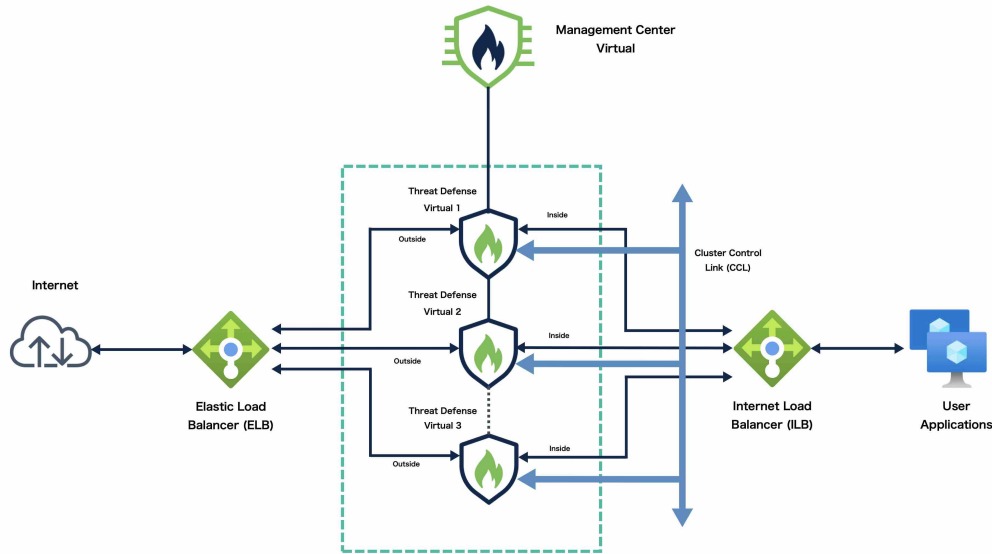 Management Center
Virtual
Threat Defense
Virtual 1
Inside
Outside
Cluster Control
Link (CCL)
Internet
Threat Defense
Virtual 2
Inside
Outside
Elastic Load
Balancer (ELB)
Internet Load
Balancer (ILB)
User
Applications
Threat Defense
Virtual 3
Inside
Outside